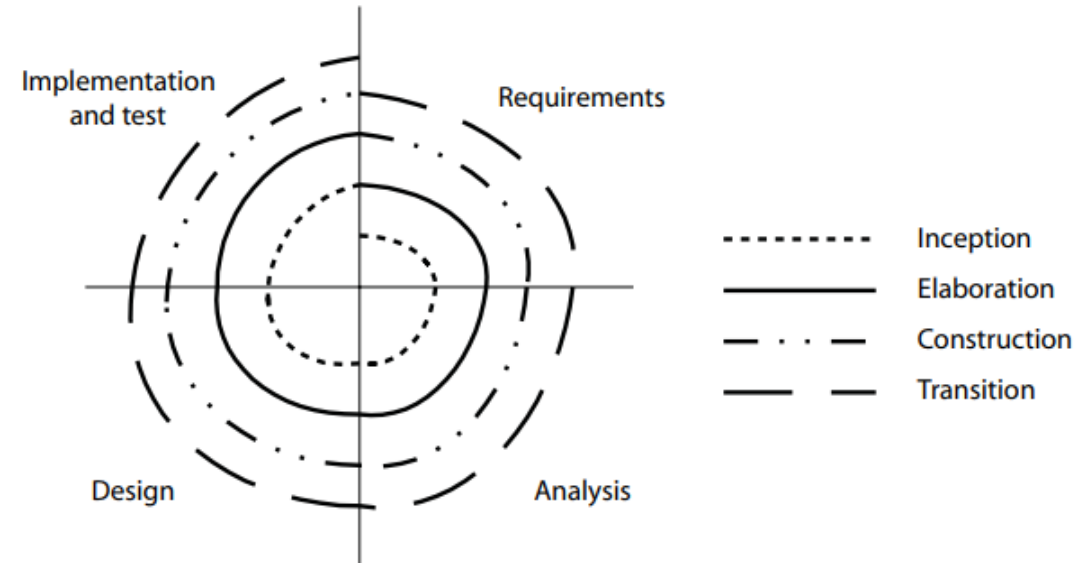 Implementation
and test
Requirements
Inception
Elaboration
Construction
Transition
Design
Analysis